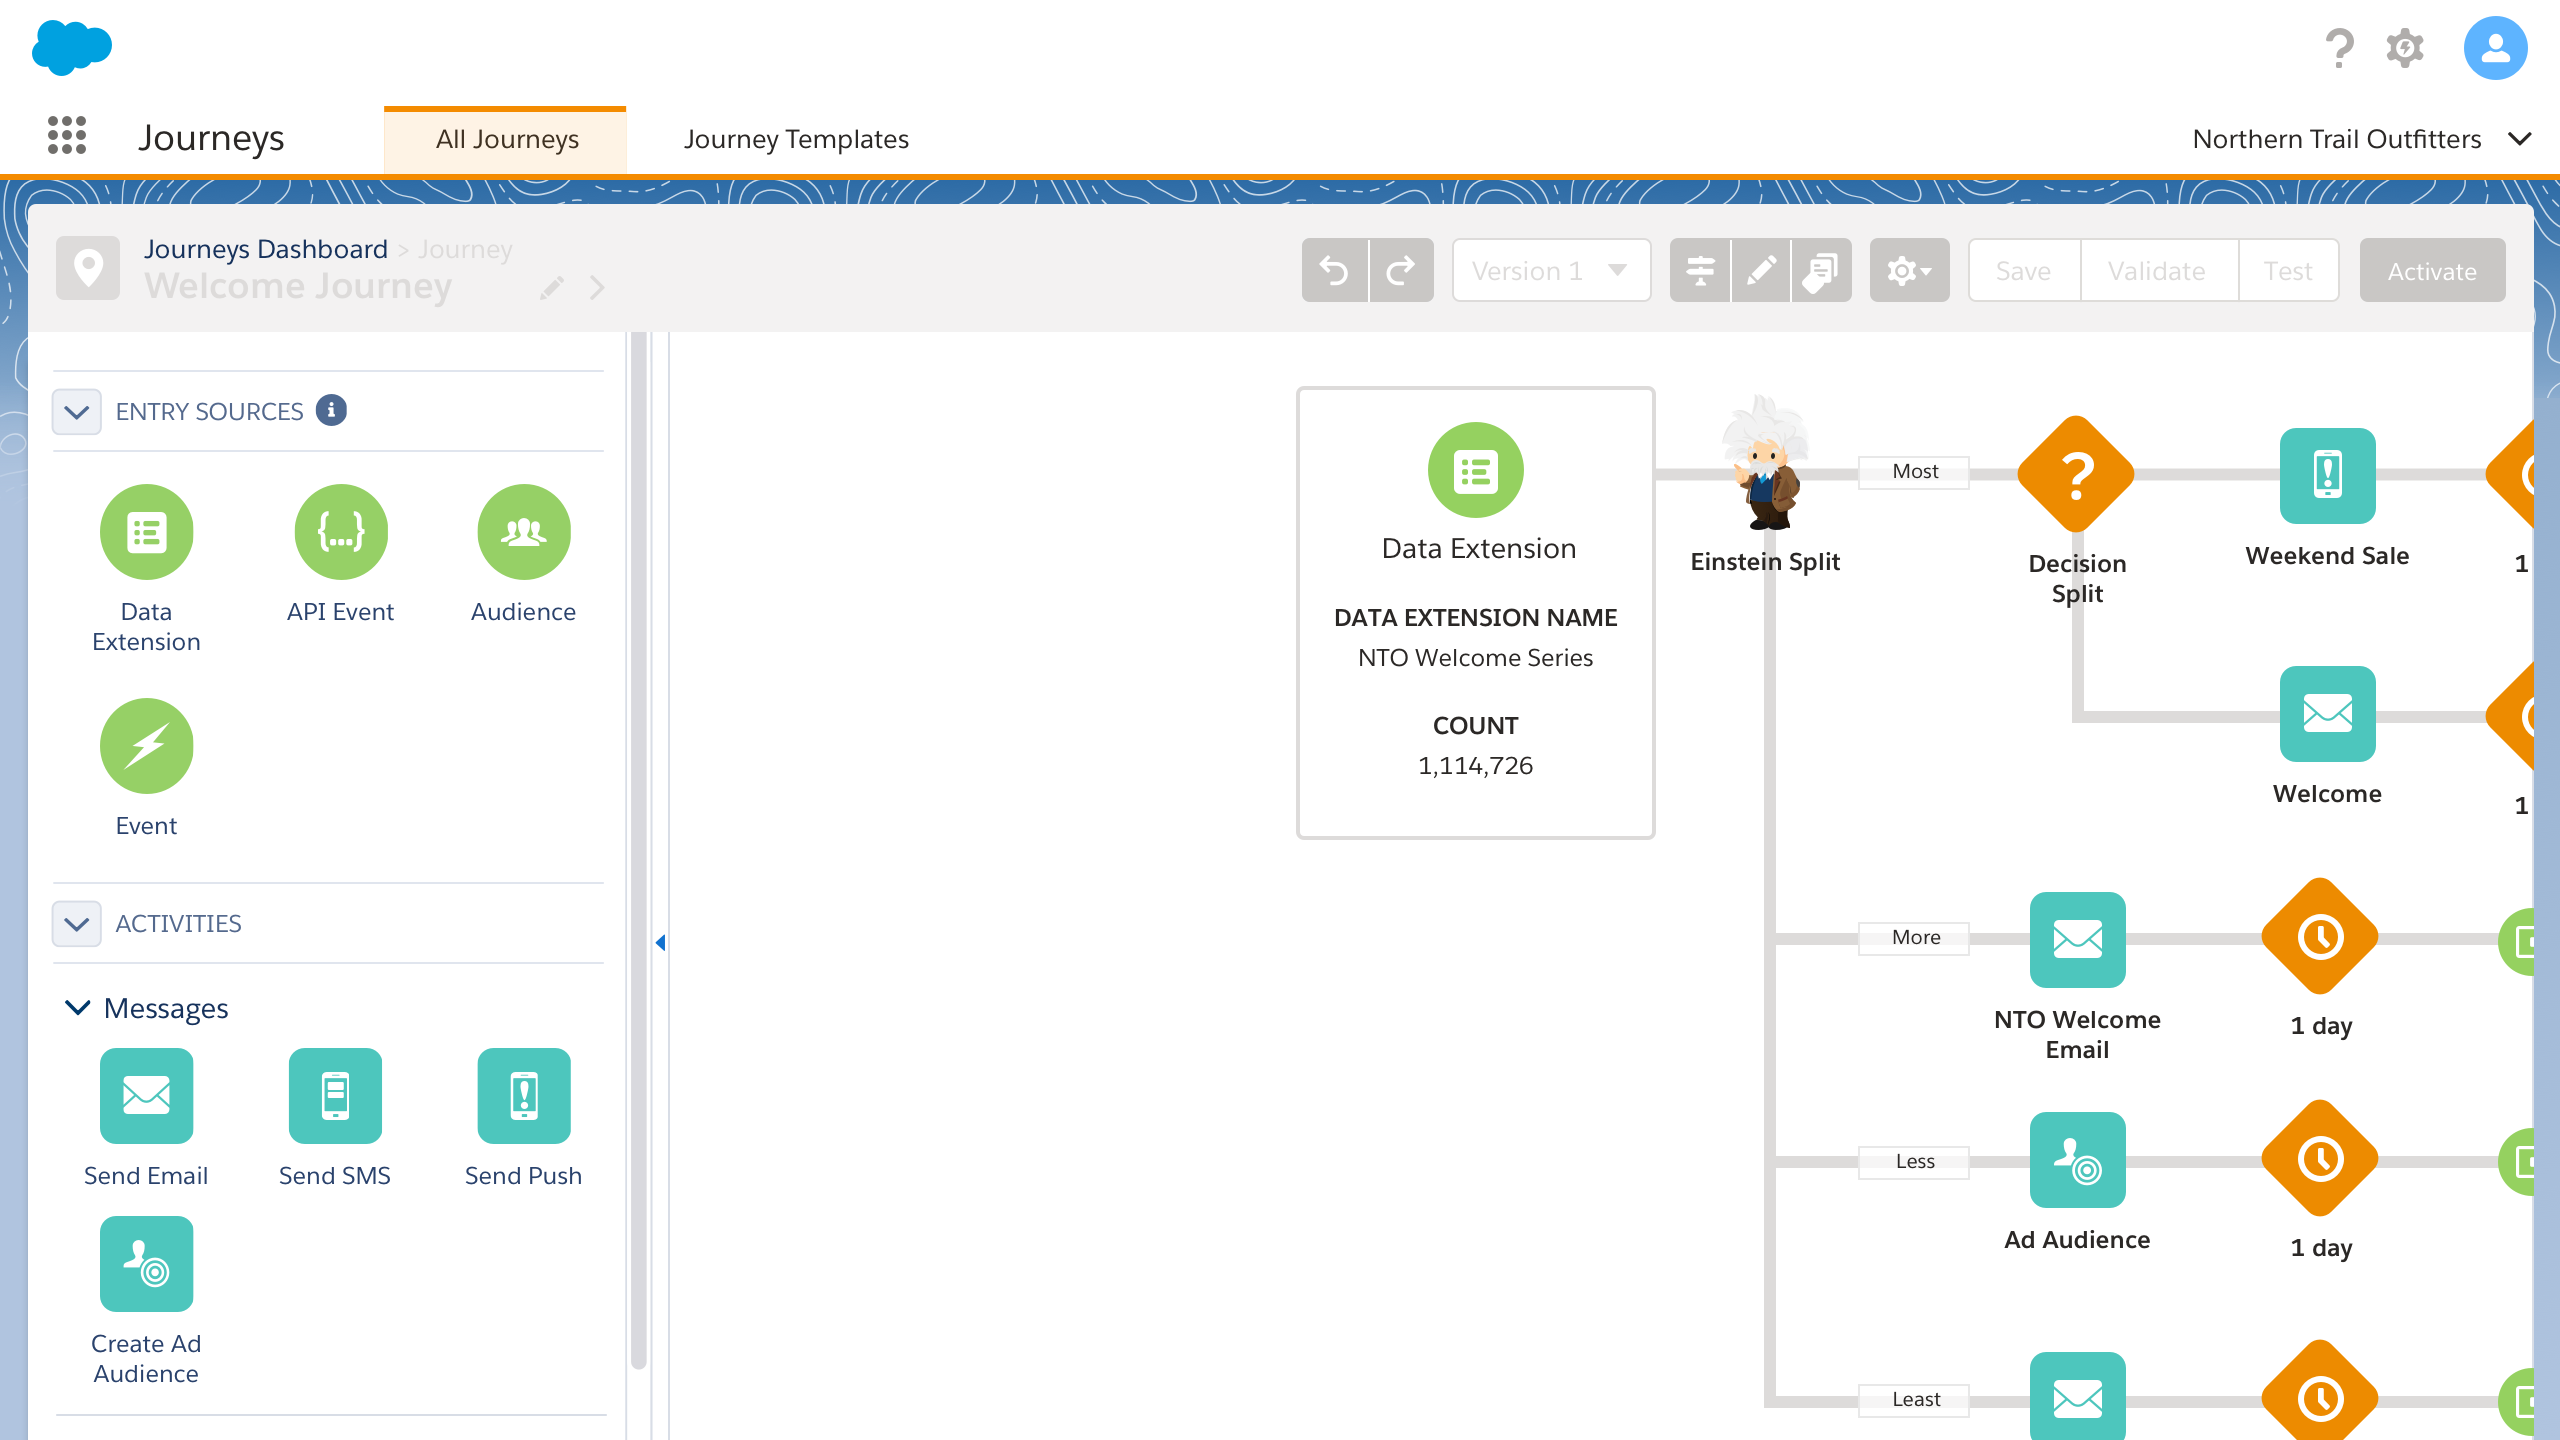 Journeys
All Journeys
Journey Templates
Northern Trail Outfitters
Journeys Dashboard > Journey
Welcome Journey
Version 1
Save
Validate
Test
Activate
ENTRY SOURCES
Data
Extension
API Event
Audience
Event
ACTIVITIES
Messages
Send Email
Send SMS
Send Push
Create Ad
Audience
Data Extension
DATA EXTENSION NAME
NTO Welcome Series
COUNT
1,114,726
Einstein Split
Most
Decision
Split
Weekend Sale
1
Welcome
1
More
NTO Welcome
Email
1 day
Less
Ad Audience
1 day
Least